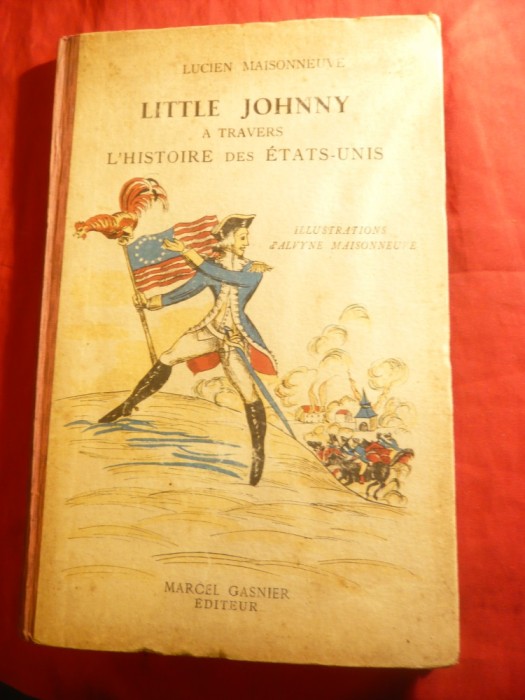 LUCIEN MAISONNEUVE
LITTLE JOHNNY
A TRAVERS
L'HISTOIRE DES ÉTATS-UNIS
ILLUSTRATIONS
d'ALVYNE MAISONNEUVE
MARCEL GASNIER
ÉDITEUR